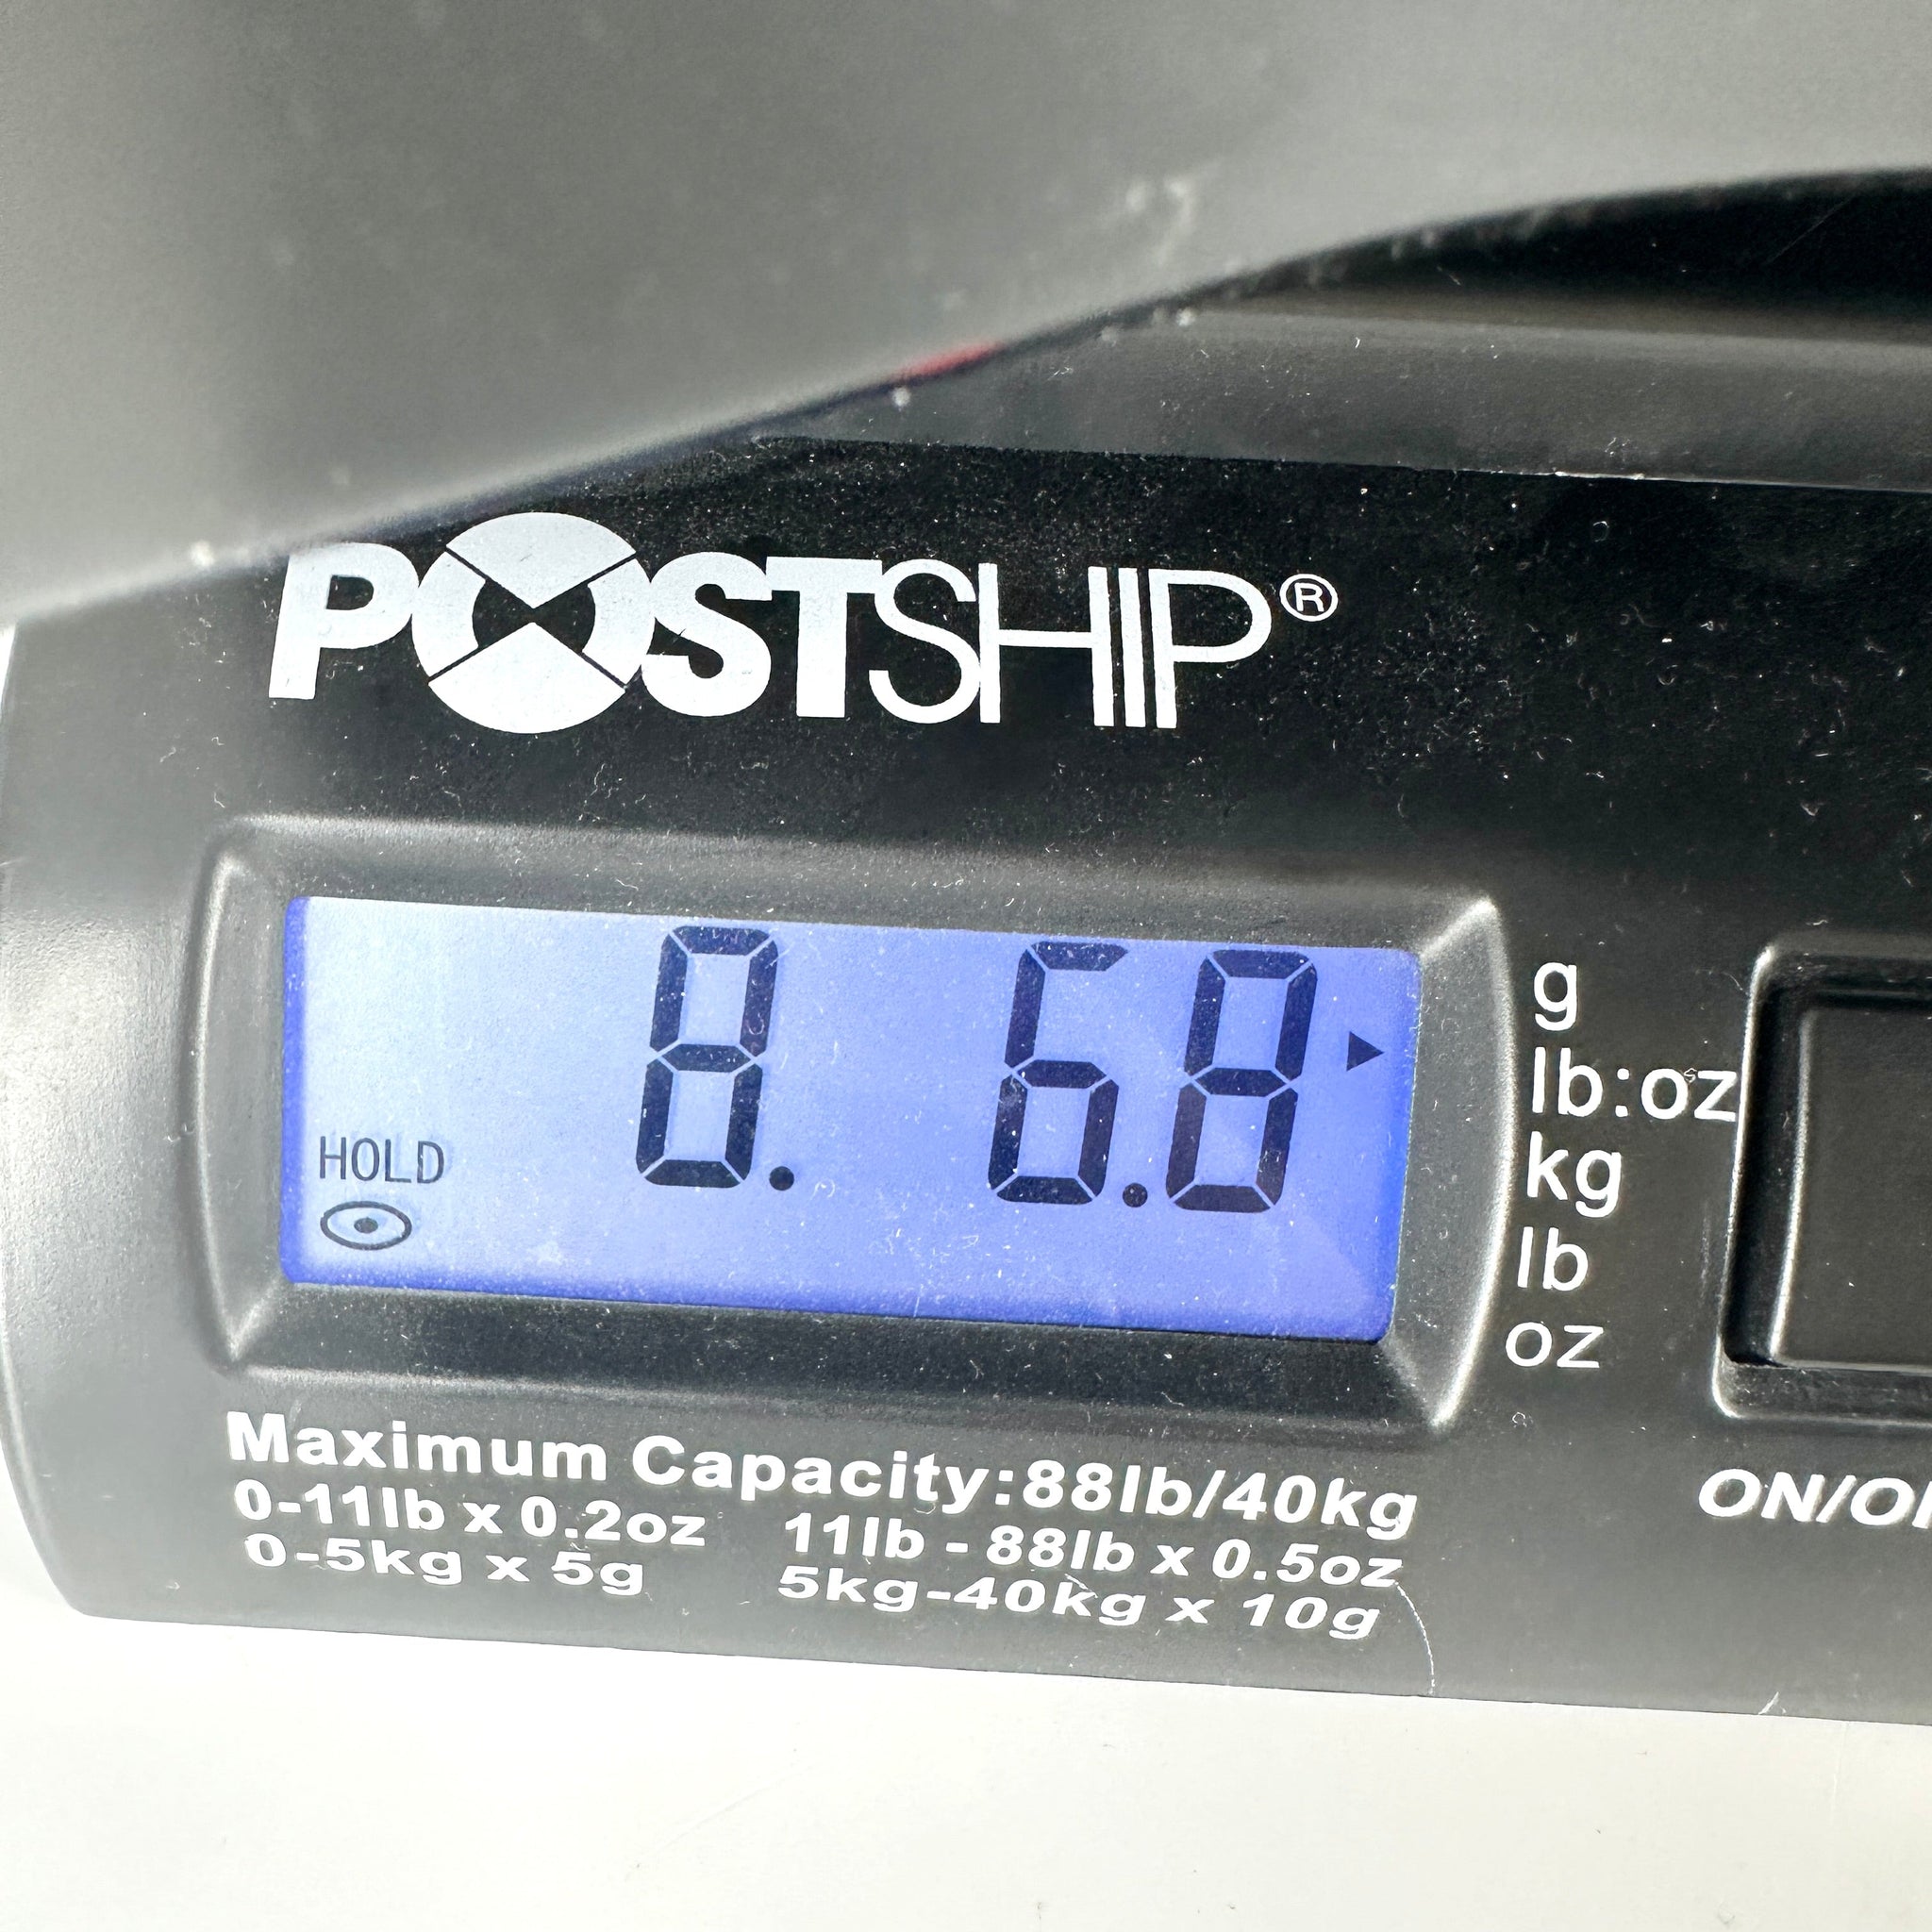 POSTSHIP®
8. 6.8
HOLD
g
lb:oz
kg
lb
oz
Maximum Capacity:88lb/40kg
0-11lb x 0.2oz 11lb - 88lb x 0.5oz
0-5kg x 5g 5kg-40kg x 10g